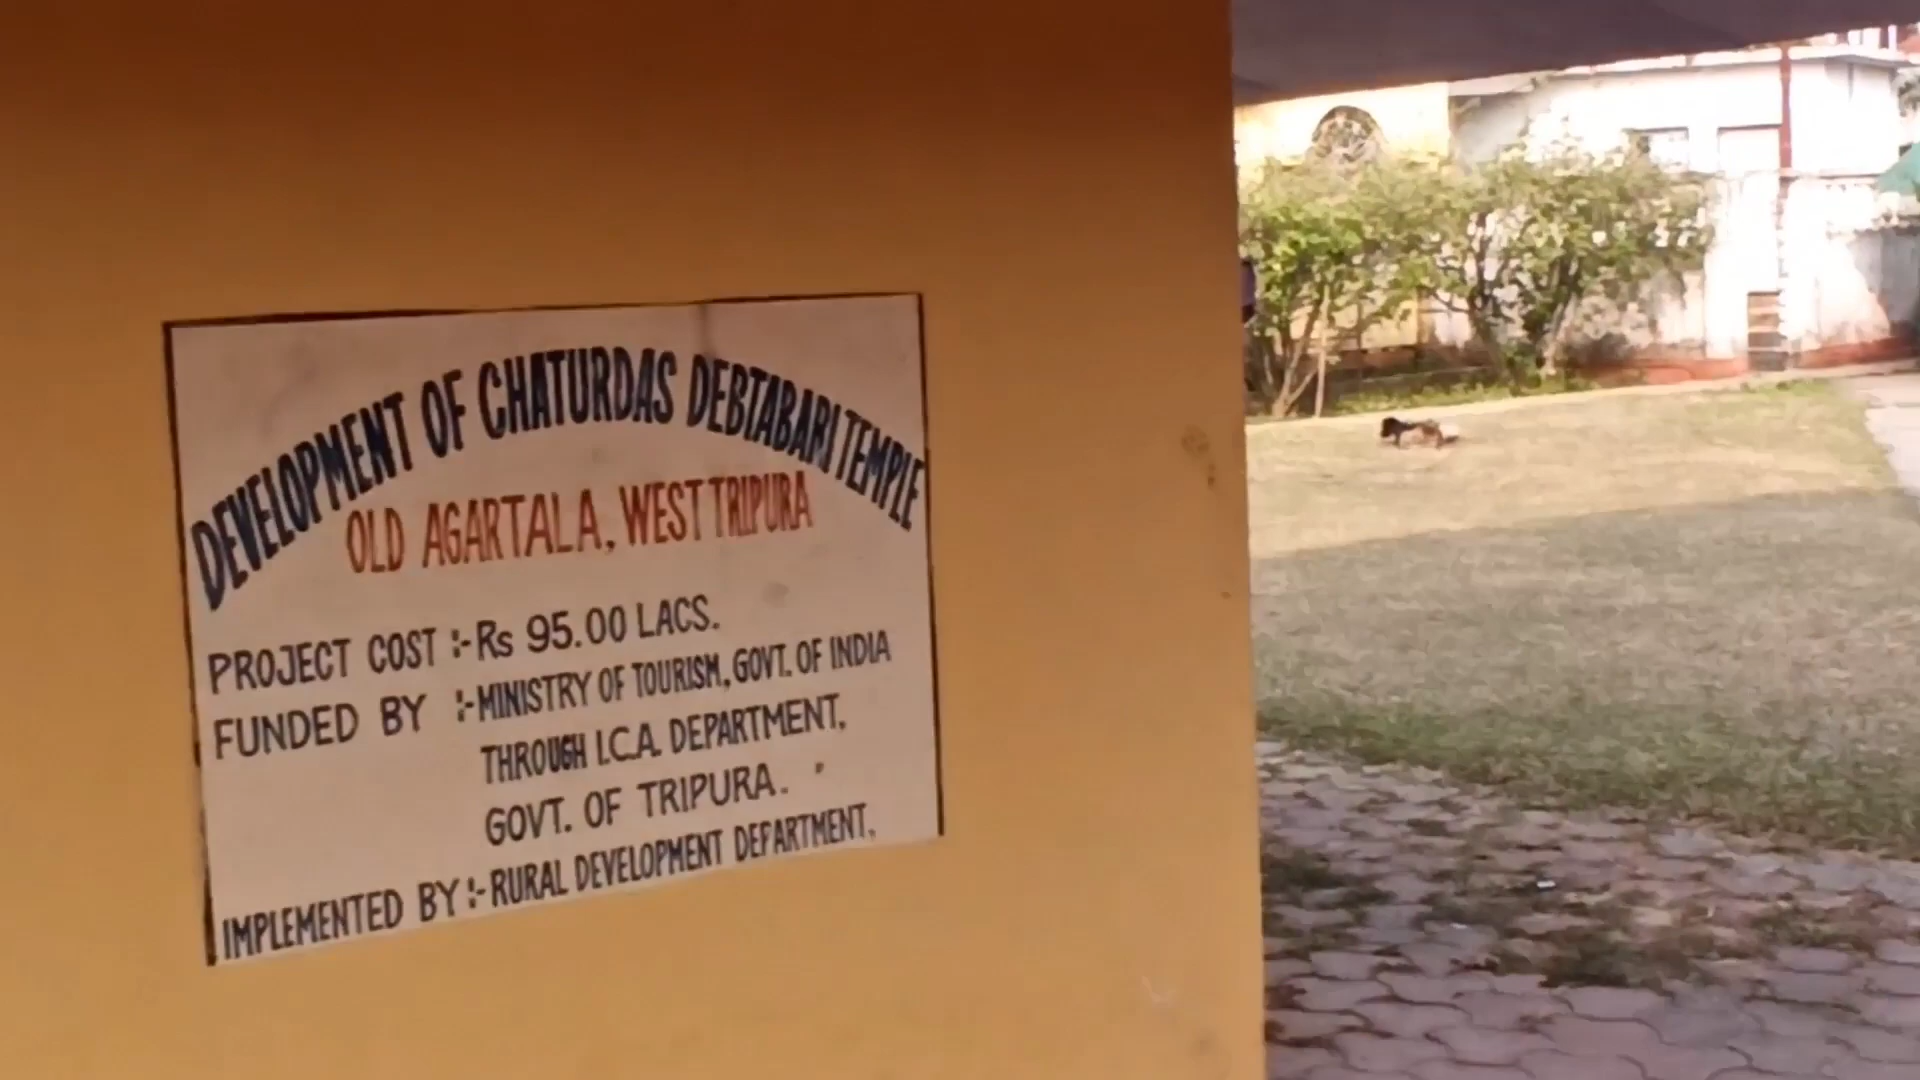 DEVELOPMENT OF CHATURDAS DEBTABARI TEMPLE
OLD AGARTALA, WEST TRIPURA
PROJECT COST :- Rs 95.00 LACS.
FUNDED BY :- MINISTRY OF TOURISM, GOVT. OF INDIA
THROUGH I.C.A. DEPARTMENT,
GOVT. OF TRIPURA.
IMPLEMENTED BY :- RURAL DEVELOPMENT DEPARTMENT,